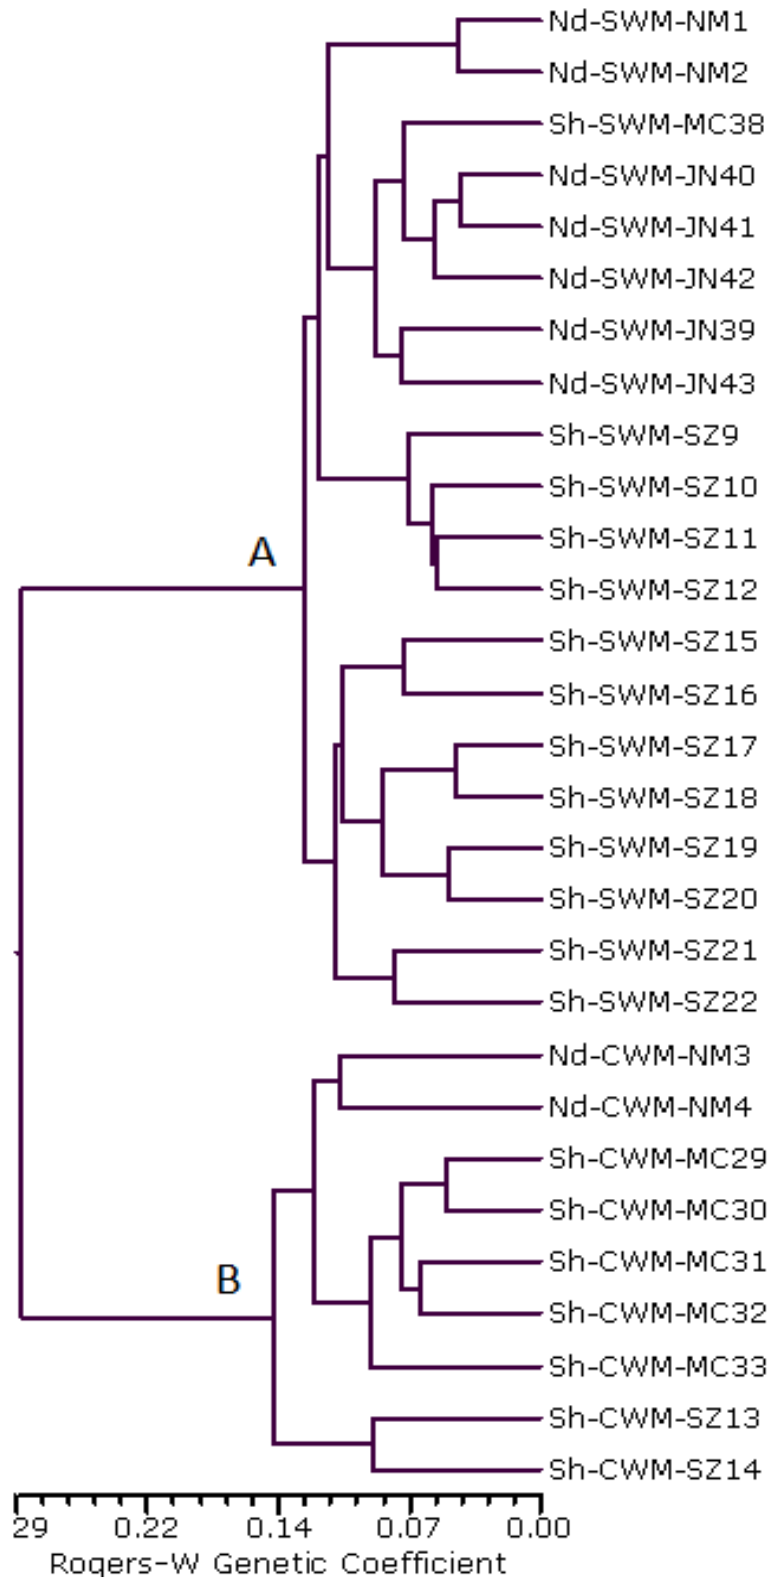 Nd-SWM-NM1
Nd-SWM-NM2
Sh-SWM-MC38
Nd-SWM-JN40
Nd-SWM-JN41
Nd-SWM-JN42
Nd-SWM-JN39
Nd-SWM-JN43
Sh-SWM-SZ9
Sh-SWM-SZ10
Sh-SWM-SZ11
A
Sh-SWM-SZ12
Sh-SWM-SZ15
Sh-SWM-SZ16
Sh-SWM-SZ17
Sh-SWM-SZ18
Sh-SWM-SZ19
Sh-SWM-SZ20
Sh-SWM-SZ21
Sh-SWM-SZ22
Nd-CWM-NM3
Nd-CWM-NM4
Sh-CWM-MC29
Sh-CWM-MC30
Sh-CWM-MC31
B
Sh-CWM-MC32
Sh-CWM-MC33
Sh-CWM-SZ13
Sh-CWM-SZ14
29 0.22 0.14 0.07 0.00
Rogers-W Genetic Coefficient